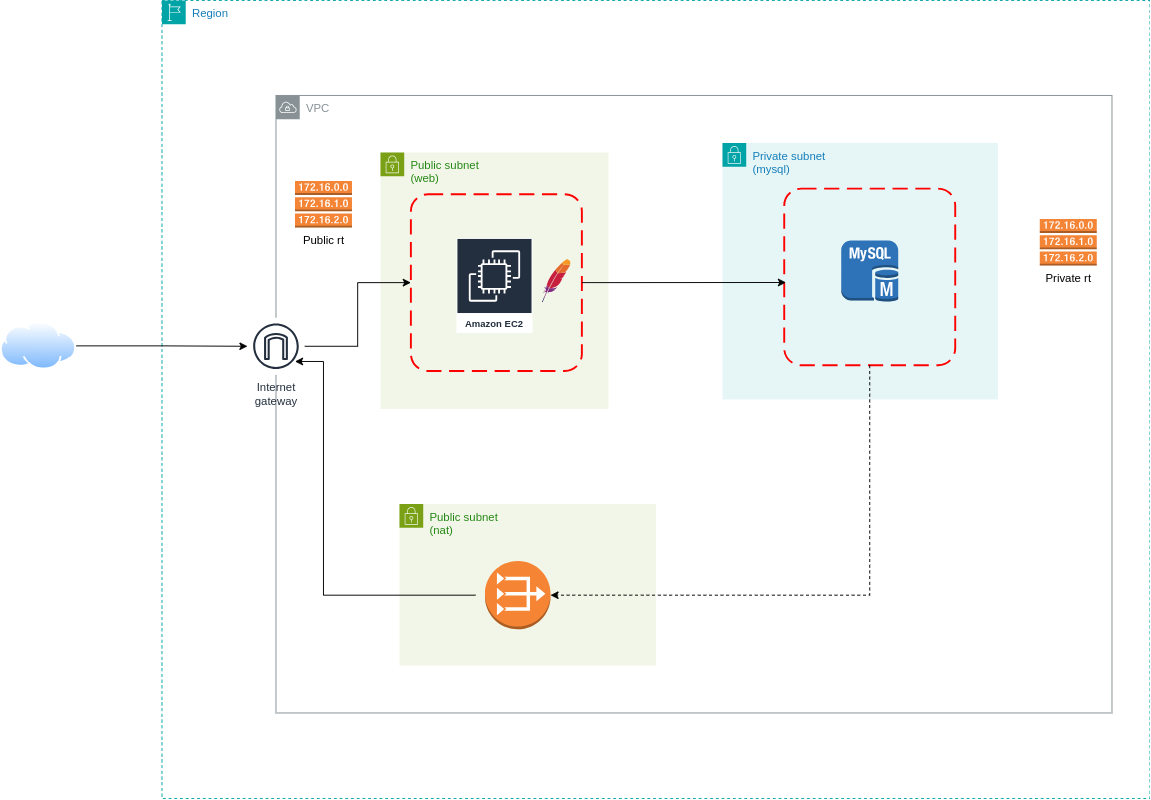 Region
VPC
Public subnet
(web)
Private subnet
(mysql)
172.16.0.0
172.16.1.0
172.16.2.0
Public rt
Amazon EC2
MySQL
M
172.16.0.0
172.16.1.0
172.16.2.0
Private rt
Internet
gateway
Public subnet
(nat)